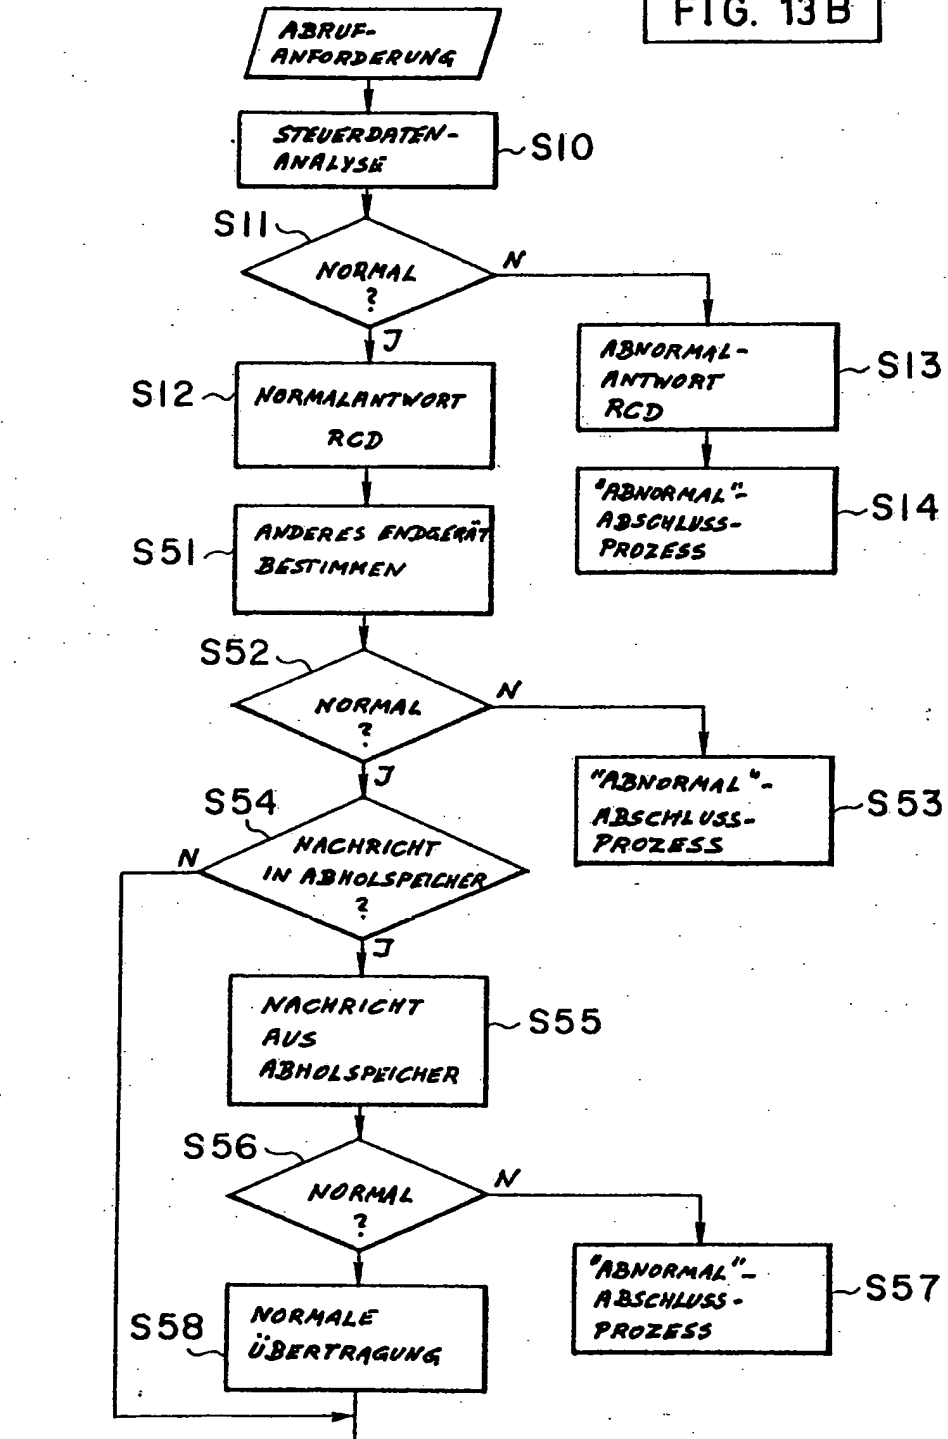 FIG. 13B
ABRUF-
ANFORDERUNG
STEUERDATEN-
ANALYSE
S10
S11
NORMAL
?
N
J
S12
NORMALANTWORT
RCD
ABNORMAL-
ANTWORT
RCD
S13
"ABNORMAL"-
ABSCHLUSS-
PROZESS
S14
S51
ANDERES ENDGERÄT
BESTIMMEN
S52
NORMAL
?
N
J
"ABNORMAL"-
ABSCHLUSS-
PROZESS
S53
S54
N
NACHRICHT
IN ABHOLSPEICHER
?
J
NACHRICHT
AUS
ABHOLSPEICHER
S55
S56
NORMAL
?
N
"ABNORMAL"-
ABSCHLUSS-
PROZESS
S57
S58
NORMALE
ÜBERTRAGUNG